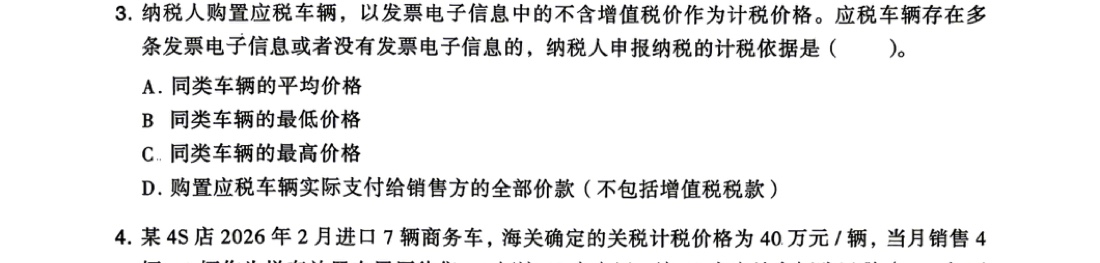 3. 纳税人购置应税车辆，以发票电子信息中的不含增值税价作为计税价格。应税车辆存在多
条发票电子信息或者没有发票电子信息的，纳税人申报纳税的计税依据是（　　）。
A. 同类车辆的平均价格
B 同类车辆的最低价格
C. 同类车辆的最高价格
D. 购置应税车辆实际支付给销售方的全部价款（不包括增值税税款）
4. 某 4S 店 2026 年 2 月进口 7 辆商务车，海关确定的关税计税价格为 40 万元 / 辆，当月销售 4